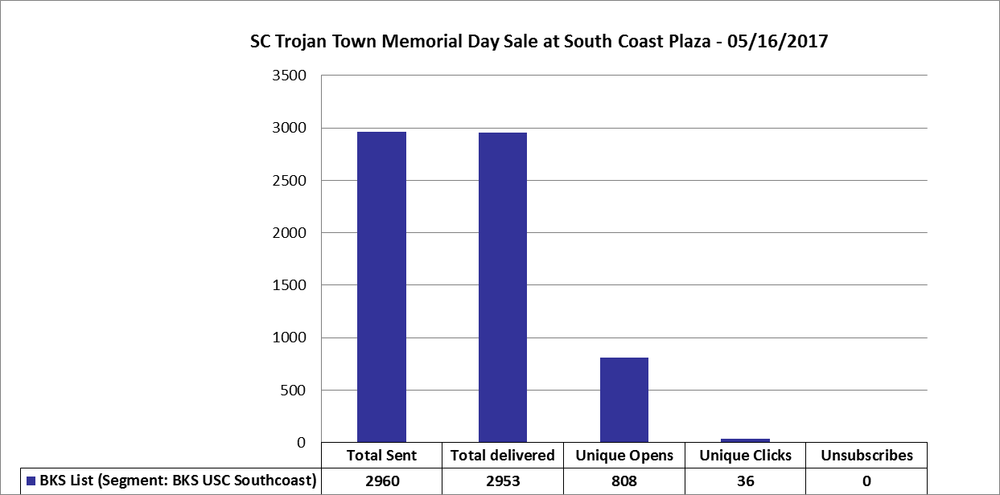 SC Trojan Town Memorial Day Sale at South Coast Plaza - 05/16/2017
3500
3000
2500
2000
1500
1000
500
0
Total Sent Total delivered Unique Opens Unique Clicks Unsubscribes
BKS List (Segment: BKS USC Southcoast) 2960 2953 808 36 0